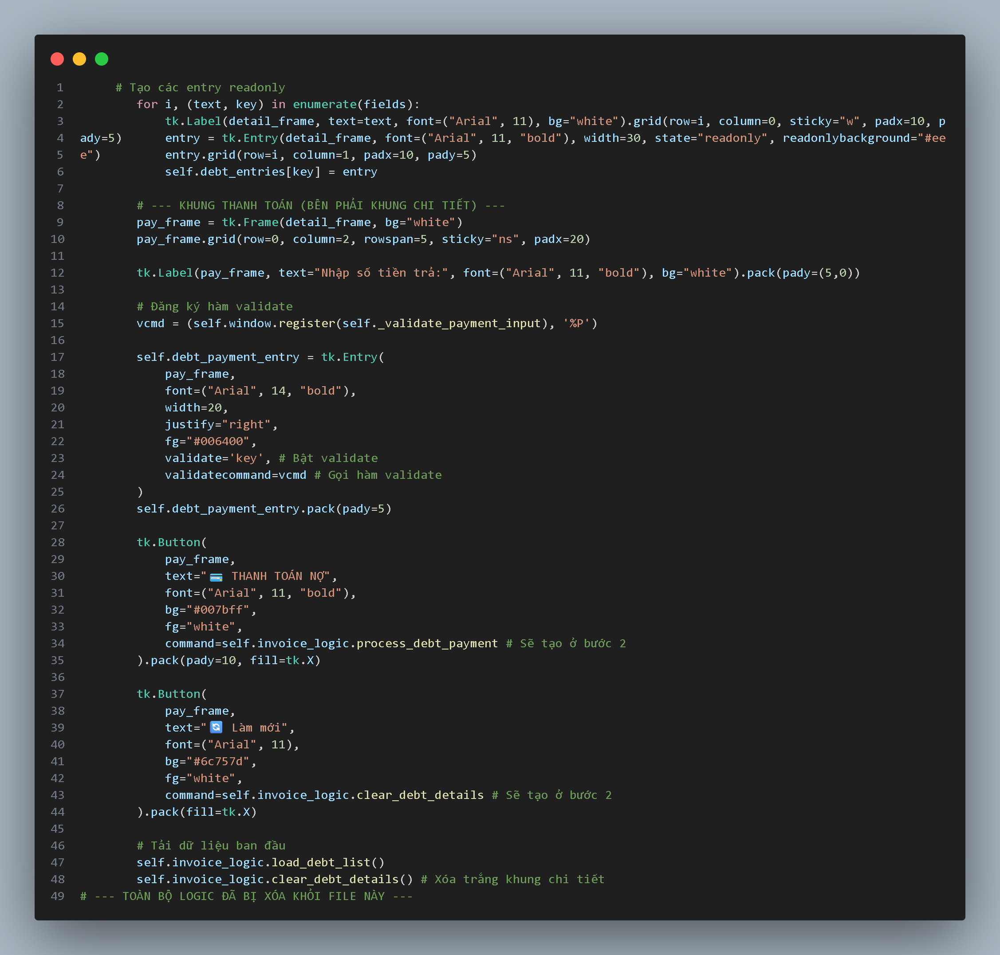 1 # Tạo các entry readonly
2 for i, (text, key) in enumerate(fields):
3 tk.Label(detail_frame, text=text, font=("Arial", 11), bg="white").grid(row=i, column=0, sticky="w", padx=10, p
4 ady=5) entry = tk.Entry(detail_frame, font=("Arial", 11, "bold"), width=30, state="readonly", readonlybackground="#ee
5 e") entry.grid(row=i, column=1, padx=10, pady=5)
6 self.debt_entries[key] = entry
7
8 # --- KHUNG THANH TOÁN (BÊN PHẢI KHUNG CHI TIẾT) ---
9 pay_frame = tk.Frame(detail_frame, bg="white")
10 pay_frame.grid(row=0, column=2, rowspan=5, sticky="ns", padx=20)
11
12 tk.Label(pay_frame, text="Nhập số tiền trả:", font=("Arial", 11, "bold"), bg="white").pack(pady=(5,0))
13
14 # Đăng ký hàm validate
15 vcmd = (self.window.register(self._validate_payment_input), '%P')
16
17 self.debt_payment_entry = tk.Entry(
18 pay_frame,
19 font=("Arial", 14, "bold"),
20 width=20,
21 justify="right",
22 fg="#006400",
23 validate='key', # Bật validate
24 validatecommand=vcmd # Gọi hàm validate
25 )
26 self.debt_payment_entry.pack(pady=5)
27
28 tk.Button(
29 pay_frame,
30 text="💳 THANH TOÁN NỢ",
31 font=("Arial", 11, "bold"),
32 bg="#007bff",
33 fg="white",
34 command=self.invoice_logic.process_debt_payment # Sẽ tạo ở bước 2
35 ).pack(pady=10, fill=tk.X)
36
37 tk.Button(
38 pay_frame,
39 text="🔄 Làm mới",
40 font=("Arial", 11),
41 bg="#6c757d",
42 fg="white",
43 command=self.invoice_logic.clear_debt_details # Sẽ tạo ở bước 2
44 ).pack(fill=tk.X)
45
46 # Tải dữ liệu ban đầu
47 self.invoice_logic.load_debt_list()
48 self.invoice_logic.clear_debt_details() # Xóa trắng khung chi tiết
49 # --- TOÀN BỘ LOGIC ĐÃ BỊ XÓA KHỎI FILE NÀY ---